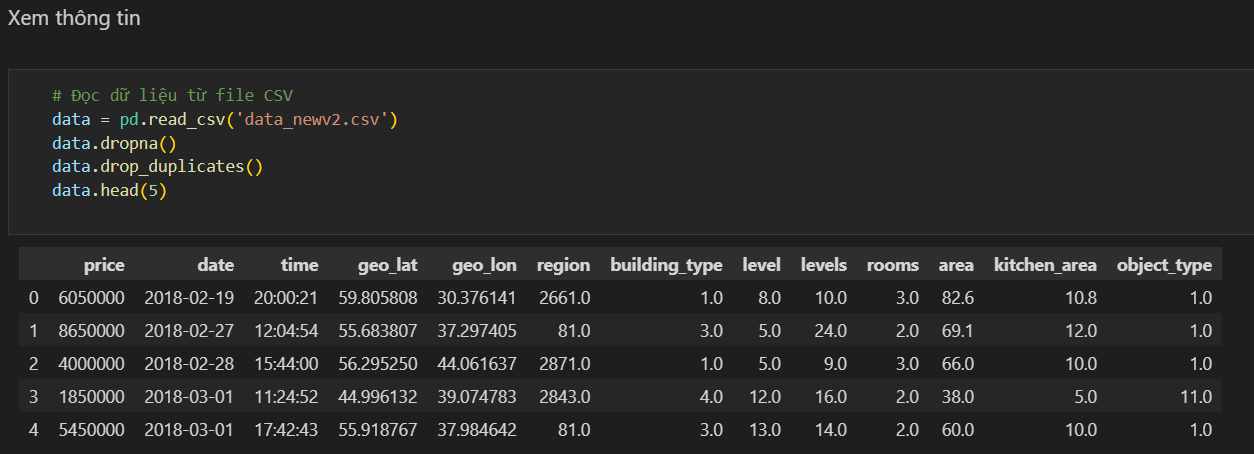 Xem thông tin
# Đọc dữ liệu từ file CSV
data = pd.read_csv('data_newv2.csv')
data.dropna()
data.drop_duplicates()
data.head(5)
price date time geo_lat geo_lon region building_type level levels rooms area kitchen_area object_type
0 6050000 2018-02-19 20:00:21 59.805808 30.376141 2661.0 1.0 8.0 10.0 3.0 82.6 10.8 1.0
1 8650000 2018-02-27 12:04:54 55.683807 37.297405 81.0 3.0 5.0 24.0 2.0 69.1 12.0 1.0
2 4000000 2018-02-28 15:44:00 56.295250 44.061637 2871.0 1.0 5.0 9.0 3.0 66.0 10.0 1.0
3 1850000 2018-03-01 11:24:52 44.996132 39.074783 2843.0 4.0 12.0 16.0 2.0 38.0 5.0 11.0
4 5450000 2018-03-01 17:42:43 55.918767 37.984642 81.0 3.0 13.0 14.0 2.0 60.0 10.0 1.0